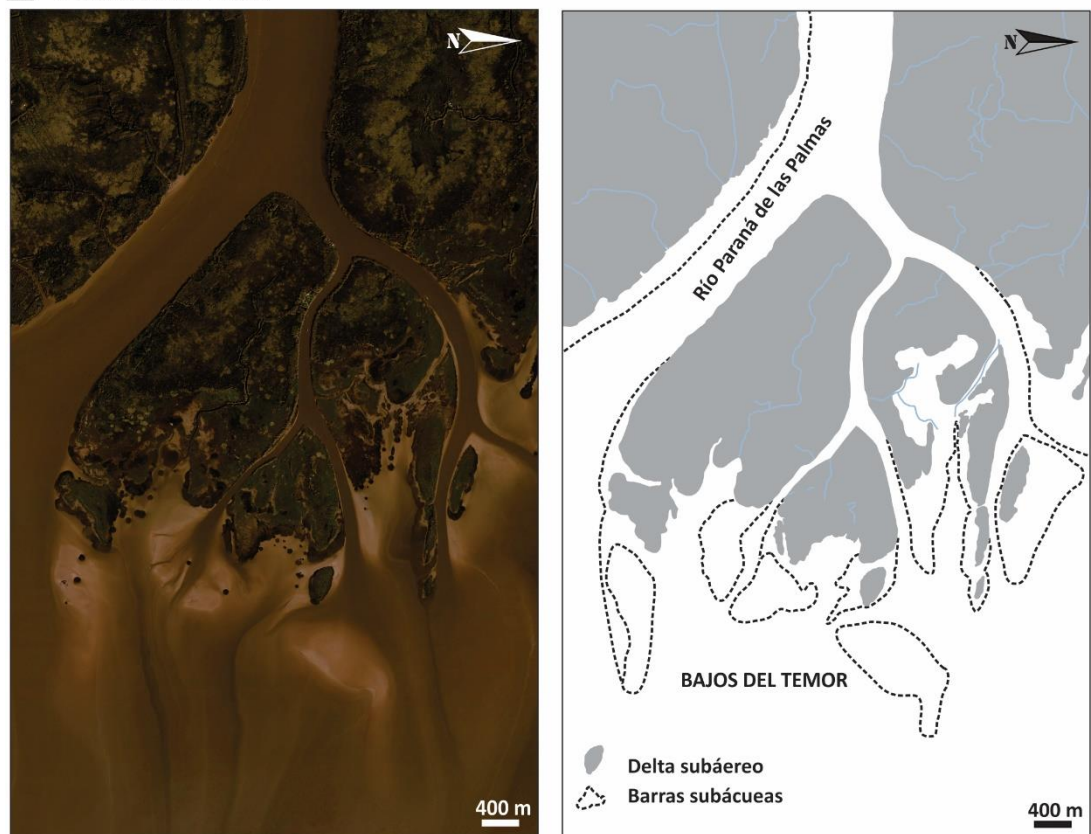 N
400 m
N
Río Paraná de las Palmas
BAJOS DEL TEMOR
Delta subáereo
Barras subácueas
400 m